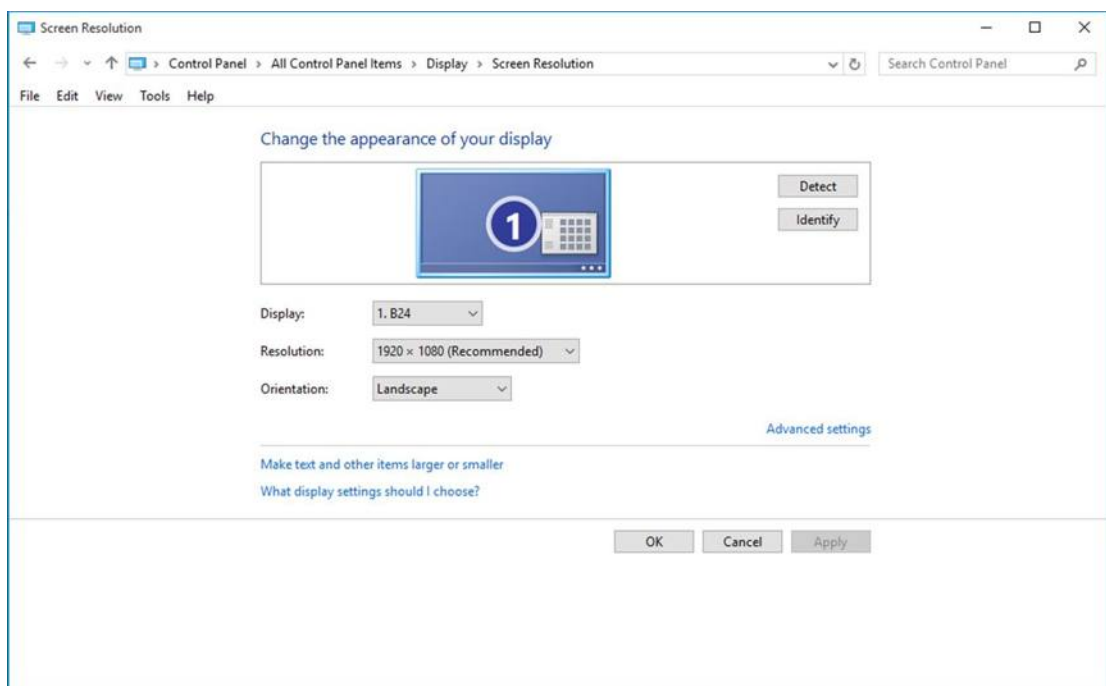 Screen Resolution
Control Panel > All Control Panel Items > Display > Screen Resolution
Search Control Panel
File Edit View Tools Help
Change the appearance of your display
1
Detect
Identify
Display: 1. B24
Resolution: 1920 × 1080 (Recommended)
Orientation: Landscape
Advanced settings
Make text and other items larger or smaller
What display settings should I choose?
OK Cancel Apply